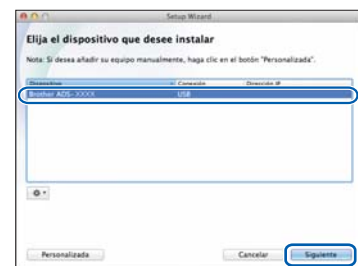 Setup Wizard
Elija el dispositivo que desee instalar
Nota: Si desea añadir su equipo manualmente, haga clic en el botón "Personalizada".
Dispositivo Conexión Dirección IP
Brother ADS-XXXX USB
Personalizada Cancelar Siguiente